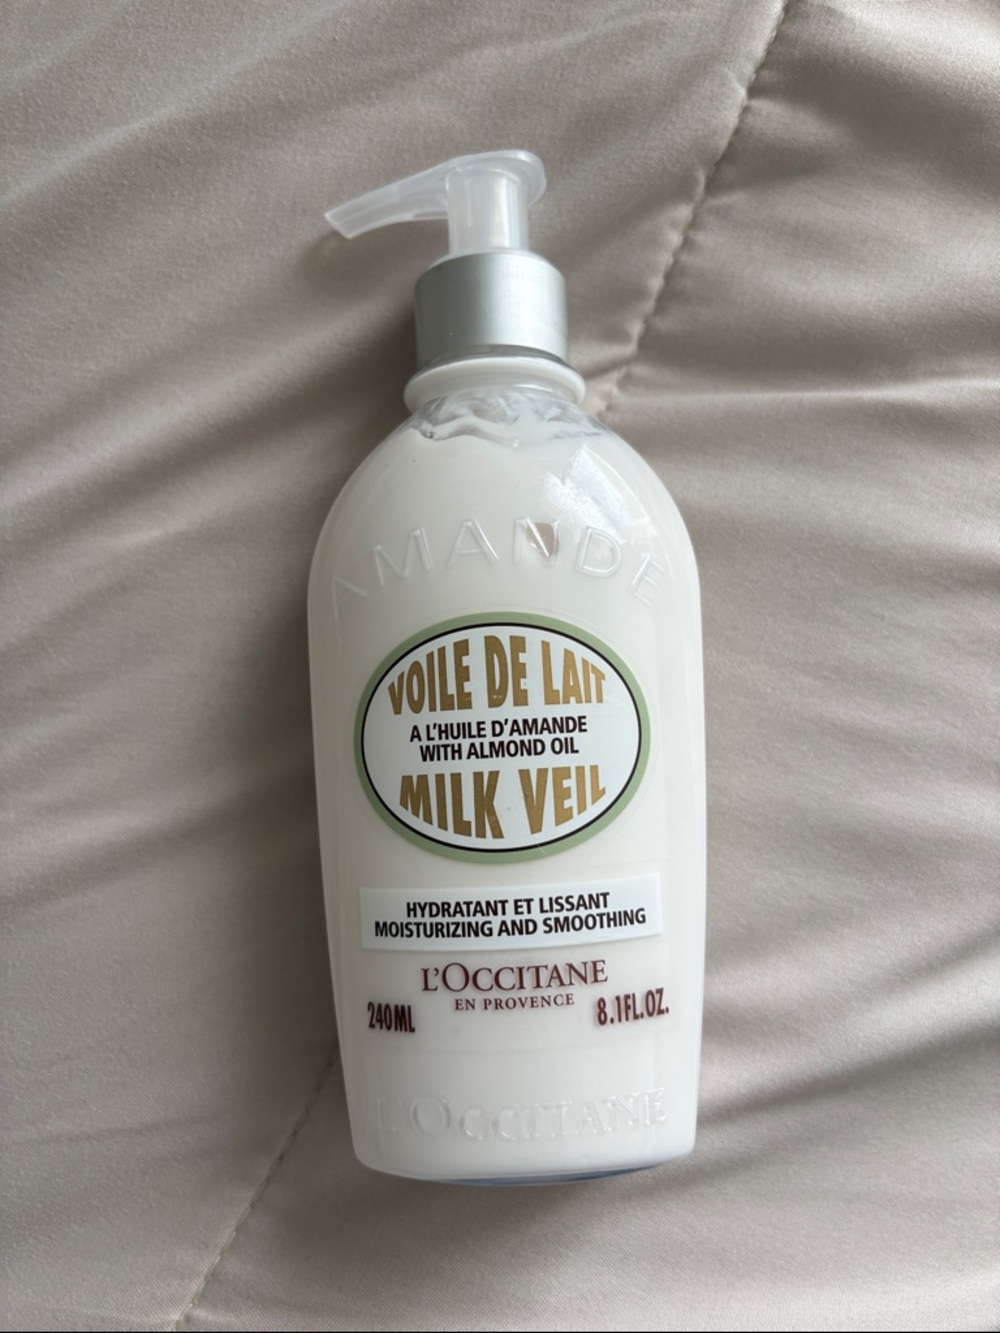 AMANDE
VOILE DE LAIT
A L'HUILE D'AMANDE
WITH ALMOND OIL
MILK VEIL
HYDRATANT ET LISSANT
MOISTURIZING AND SMOOTHING
L'OCCITANE
EN PROVENCE
240ML 8.1FL.OZ.
L'OCCITANE